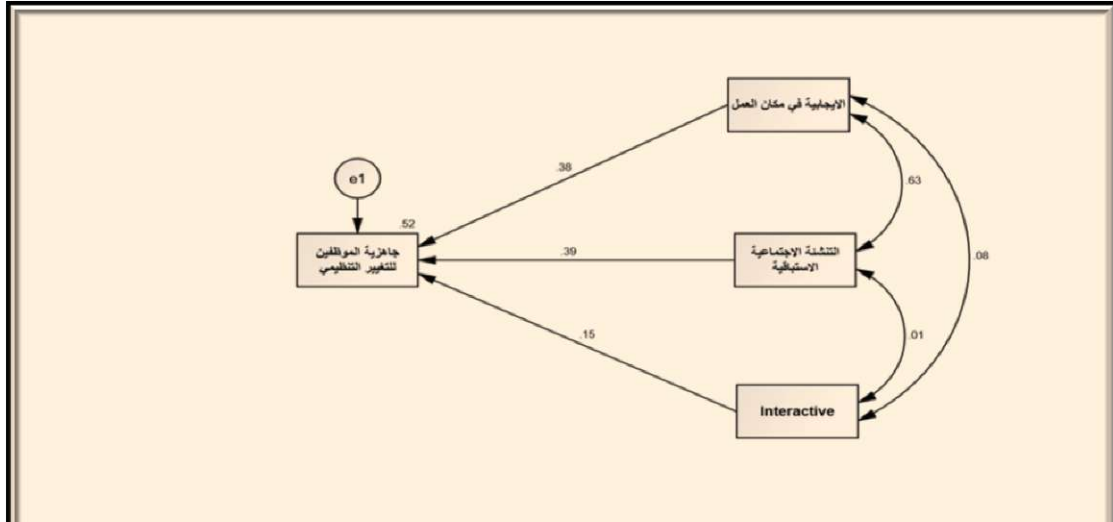 الايجابية في مكان العمل
.38
.63
e1
.52
جاهزية الموظفين
للتغيير التنظيمي
.39
التنشئة الاجتماعية
الاستباقية
.08
.15
.01
Interactive